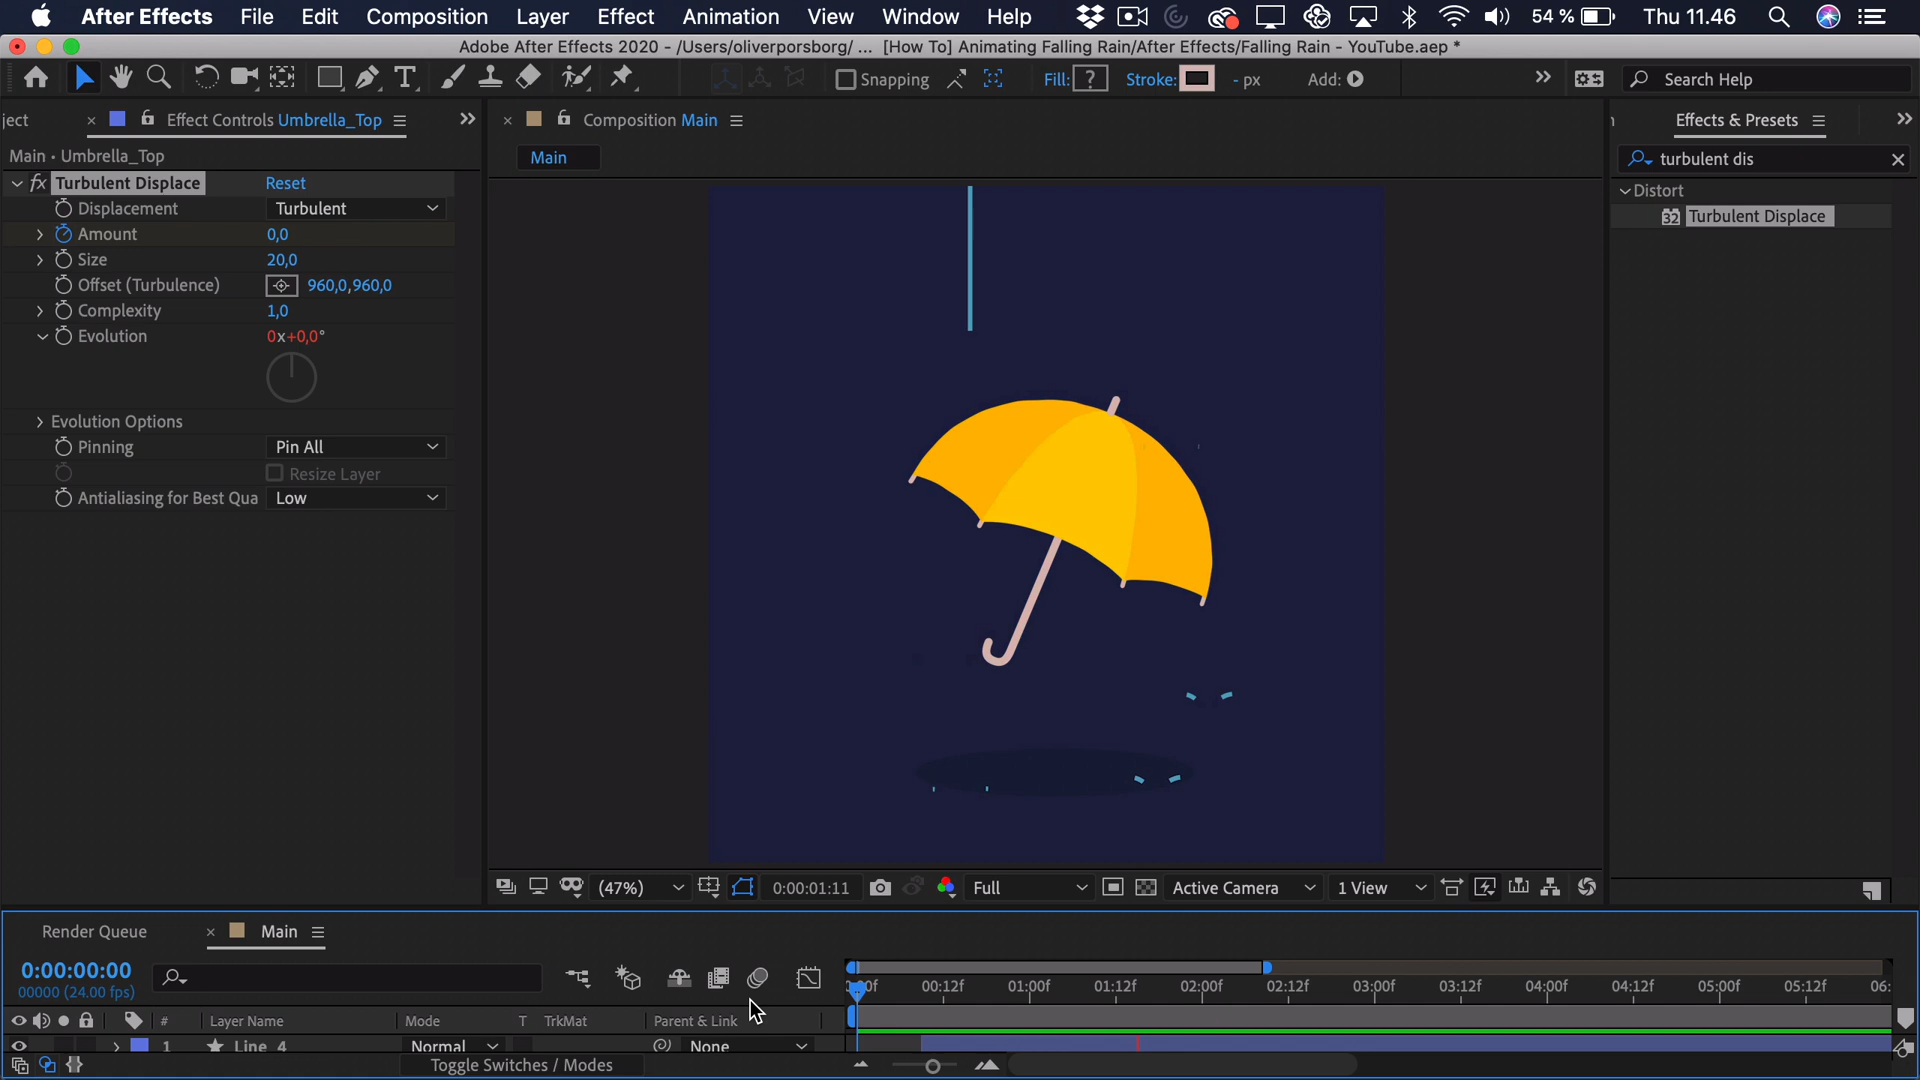 After Effects File Edit Composition Layer Effect Animation View Window Help 54 % Thu 11.46
Adobe After Effects 2020 - /Users/oliverporsborg/ ... [How To] Animating Falling Rain/After Effects/Falling Rain - YouTube.aep *
Snapping Fill: ? Stroke: - px Add: Search Help
ject × Effect Controls Umbrella_Top × Composition Main Effects & Presets
Main • Umbrella_Top Main turbulent dis
fx Turbulent Displace Reset
Distort
Displacement Turbulent
32 Turbulent Displace
Amount 0,0
Size 20,0
Offset (Turbulence) 960,0,960,0
Complexity 1,0
Evolution 0x+0,0°
Evolution Options
Pinning Pin All
Resize Layer
Antialiasing for Best Qua Low
(47%) 0:00:01:11 Full Active Camera 1 View
Render Queue × Main
0:00:00:00
00000 (24.00 fps)
00f 00:12f 01:00f 01:12f 02:00f 02:12f 03:00f 03:12f 04:00f 04:12f 05:00f 05:12f 06:
# Layer Name Mode T TrkMat Parent & Link
1 Line_4 Normal None
Toggle Switches / Modes